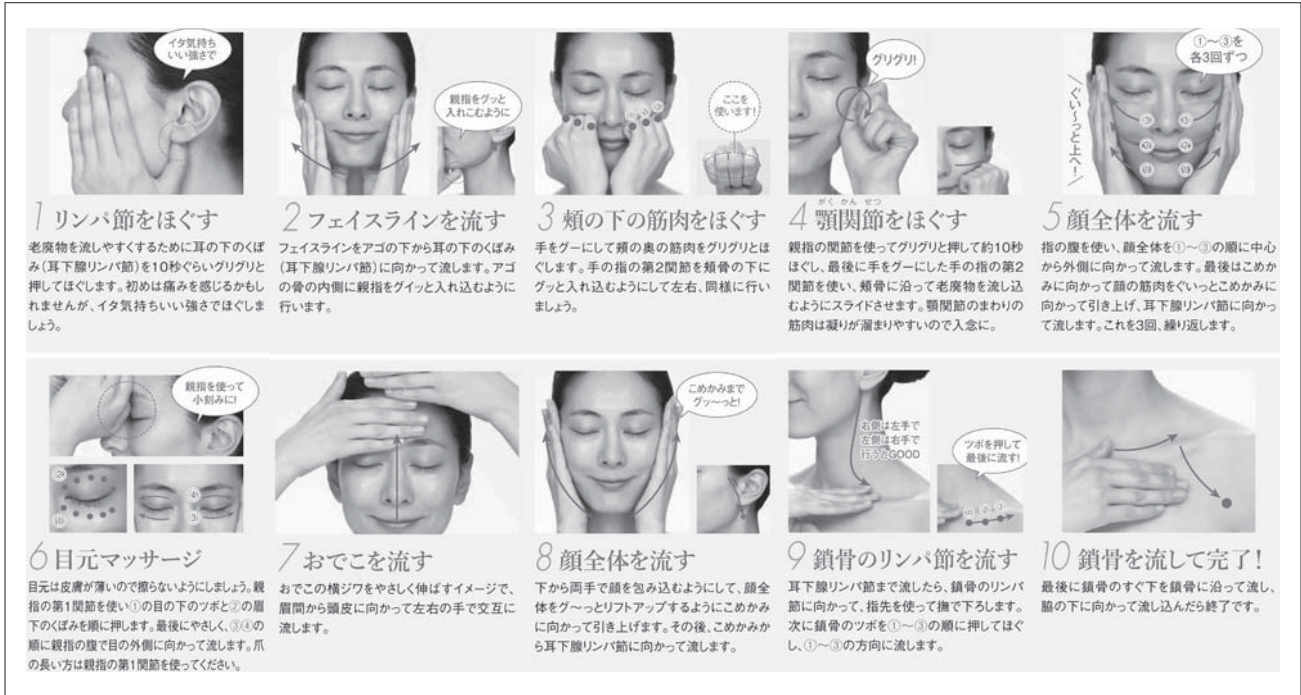 イタ気持ち
いい強さで
1 リンパ節をほぐす
老廃物を流しやすくするために耳の下のくぼ
み(耳下腺リンパ節)を10秒ぐらいグリグリと
押してほぐします。初めは痛みを感じるかもし
れませんが、イタ気持ちいい強さでほぐしま
しょう。
親指をグッと
入れこむように
2 フェイスラインを流す
フェイスラインをアゴの下から耳の下のくぼみ
(耳下腺リンパ節)に向かって流します。アゴ
の骨の内側に親指をグイッと入れ込むように
行います。
ここを
使います!
3 頬の下の筋肉をほぐす
手をグーにして頬の奥の筋肉をグリグリとほ
ぐします。手の指の第2関節を頬骨の下に
グッと入れ込むようにして左右、同様に行い
ましょう。
グリグリ!
がく かん せつ
4 顎関節をほぐす
親指の関節を使ってグリグリと押して約10秒
ほぐし、最後に手をグーにした手の指の第2
関節を使い、頬骨に沿って老廃物を流し込
むようにスライドさせます。顎関節のまわりの
筋肉は凝りが溜まりやすいので入念に。
①〜③を
各3回ずつ
ぐい〜っと上へ!
③ ③
② ②
① ①
5 顔全体を流す
指の腹を使い、顔全体を①〜③の順に中心
から外側に向かって流します。最後はこめか
みに向かって顔の筋肉をぐいっとこめかみに
向かって引き上げ、耳下腺リンパ節に向かっ
て流します。これを3回、繰り返します。
親指を使って
小刻みに!
②
①
④
③
6 目元マッサージ
目元は皮膚が薄いので擦らないようにしましょう。親
指の第1関節を使い①の目の下のツボと②の眉
下のくぼみを順に押します。最後にやさしく、③④の
順に親指の腹で目の外側に向かって流します。爪
の長い方は親指の第1関節を使ってください。
7 おでこを流す
おでこの横ジワをやさしく伸ばすイメージで、
眉間から頭皮に向かって左右の手で交互に
流します。
こめかみまで
グッ〜っと!
8 顔全体を流す
下から両手で顔を包み込むようにして、顔全
体をグ〜っとリフトアップするようにこめかみ
に向かって引き上げます。その後、こめかみか
ら耳下腺リンパ節に向かって流します。
右側は左手で
左側は右手で
行うとGOOD
ツボを押して
最後に流す!
① ② ③
9 鎖骨のリンパ節を流す
耳下腺リンパ節まで流したら、鎖骨のリンパ
節に向かって、指先を使って撫で下ろします。
次に鎖骨のツボを①〜③の順に押してほぐ
し、①〜③の方向に流します。
10 鎖骨を流して完了!
最後に鎖骨のすぐ下を鎖骨に沿って流し、
脇の下に向かって流し込んだら終了です。